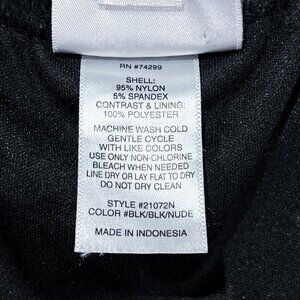 RN #74299
SHELL:
95% NYLON
5% SPANDEX
CONTRAST & LINING:
100% POLYESTER
MACHINE WASH COLD
GENTLE CYCLE
WITH LIKE COLORS
USE ONLY NON-CHLORINE
BLEACH WHEN NEEDED
LINE DRY OR LAY FLAT TO DRY
DO NOT DRY CLEAN
STYLE #21072N
COLOR #BLK/BLK/NUDE
MADE IN INDONESIA